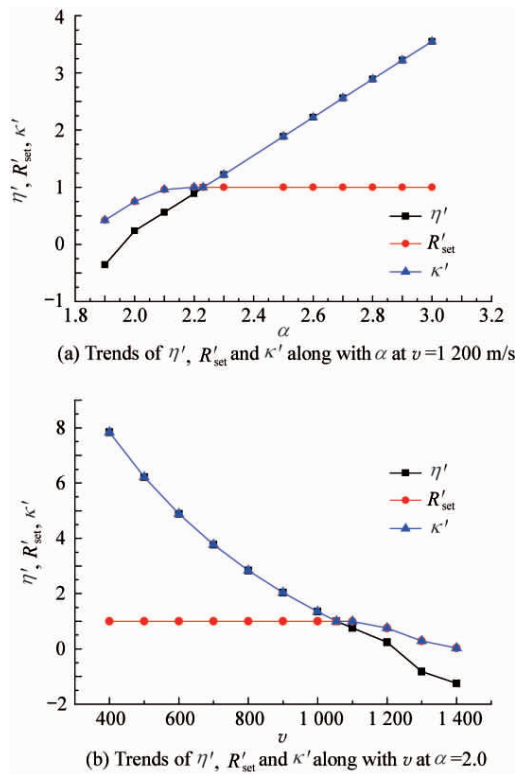 4
3
2
1
0
−1
η′, R′set, κ′
η′
R′set
κ′
1.8 2.0 2.2 2.4 2.6 2.8 3.0 3.2
α
(a) Trends of η′, R′set and κ′ along with α at v=1 200 m/s
8
6
4
2
0
−2
η′, R′set, κ′
η′
R′set
κ′
400 600 800 1 000 1 200 1 400
v
(b) Trends of η′, R′set and κ′ along with v at α=2.0